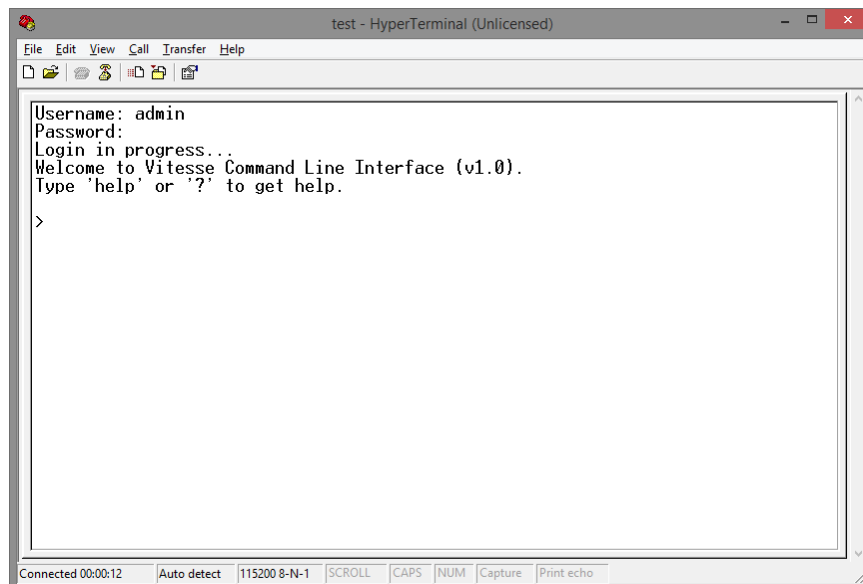 test - HyperTerminal (Unlicensed)
File Edit View Call Transfer Help
Username: admin
Password:
Login in progress...
Welcome to Vitesse Command Line Interface (v1.0).
Type 'help' or '?' to get help.
>
Connected 00:00:12 Auto detect 115200 8-N-1 SCROLL CAPS NUM Capture Print echo